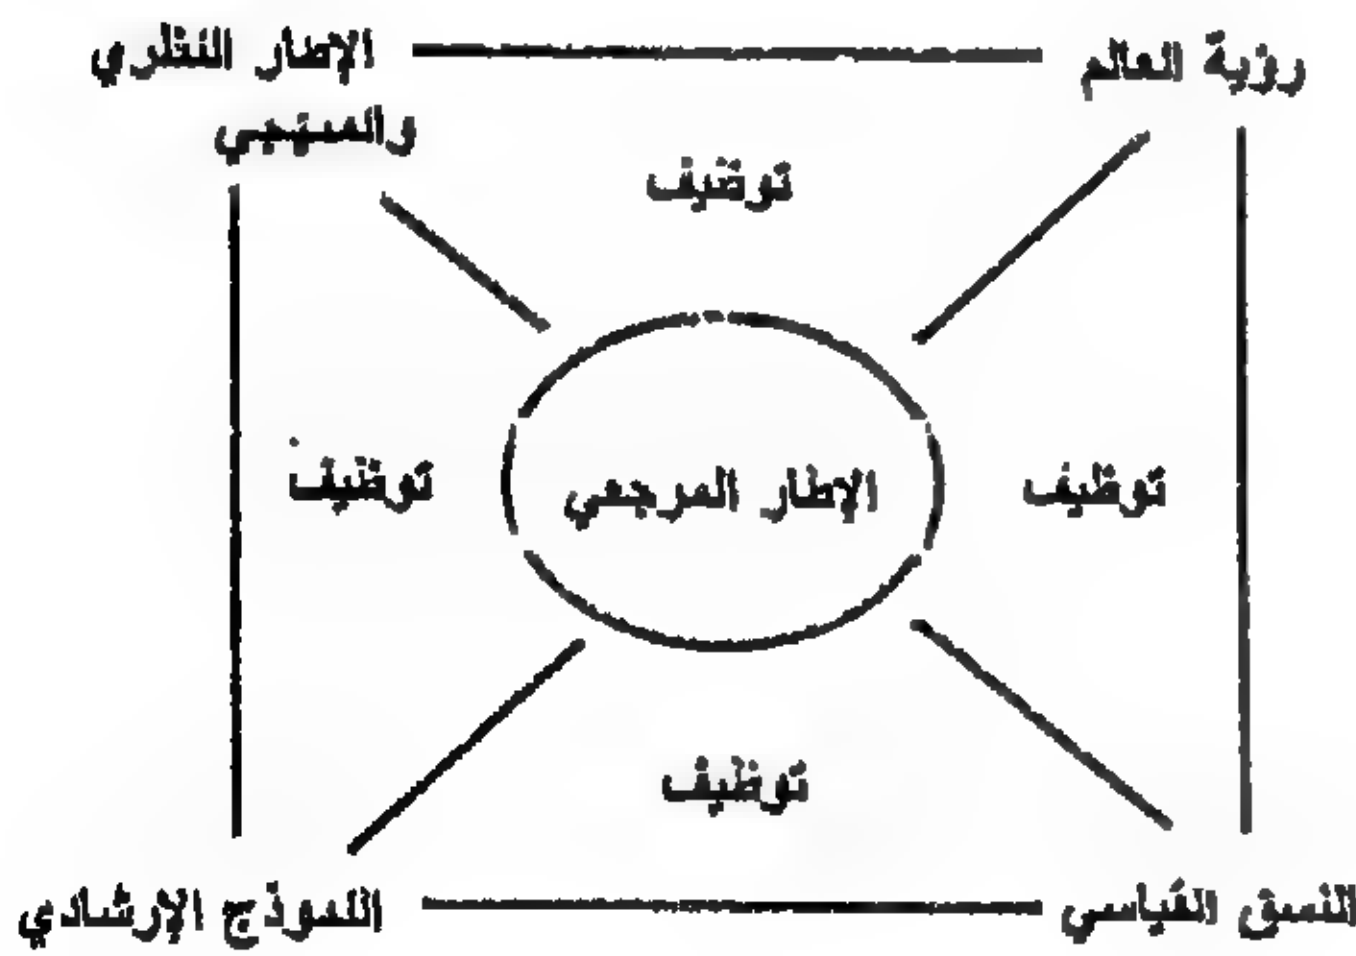 رؤية العالم
الإطار النظري
والمنهجي
توظيف
توظيف
الإطار المرجعي
توظيف
توظيف
النسق القياسي
النموذج الإرشادي